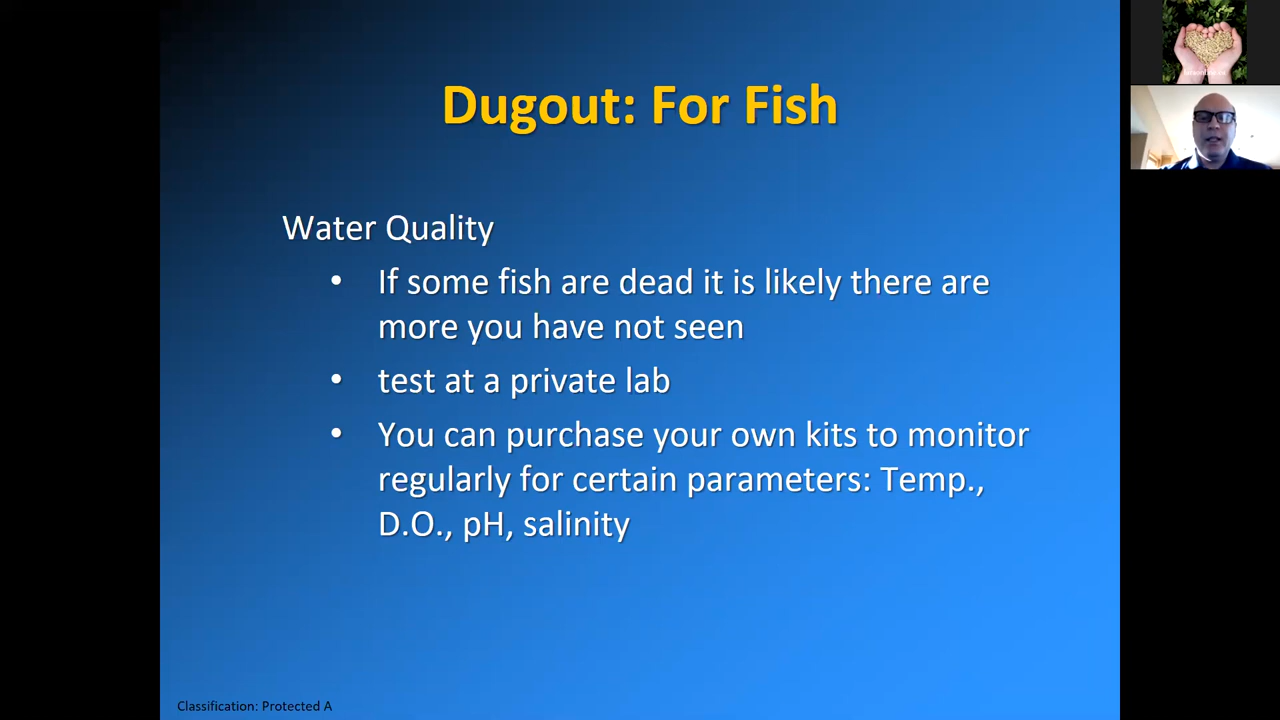 Dugout: For Fish
Water Quality
• If some fish are dead it is likely there are
more you have not seen
• test at a private lab
• You can purchase your own kits to monitor
regularly for certain parameters: Temp.,
D.O., pH, salinity
Classification: Protected A